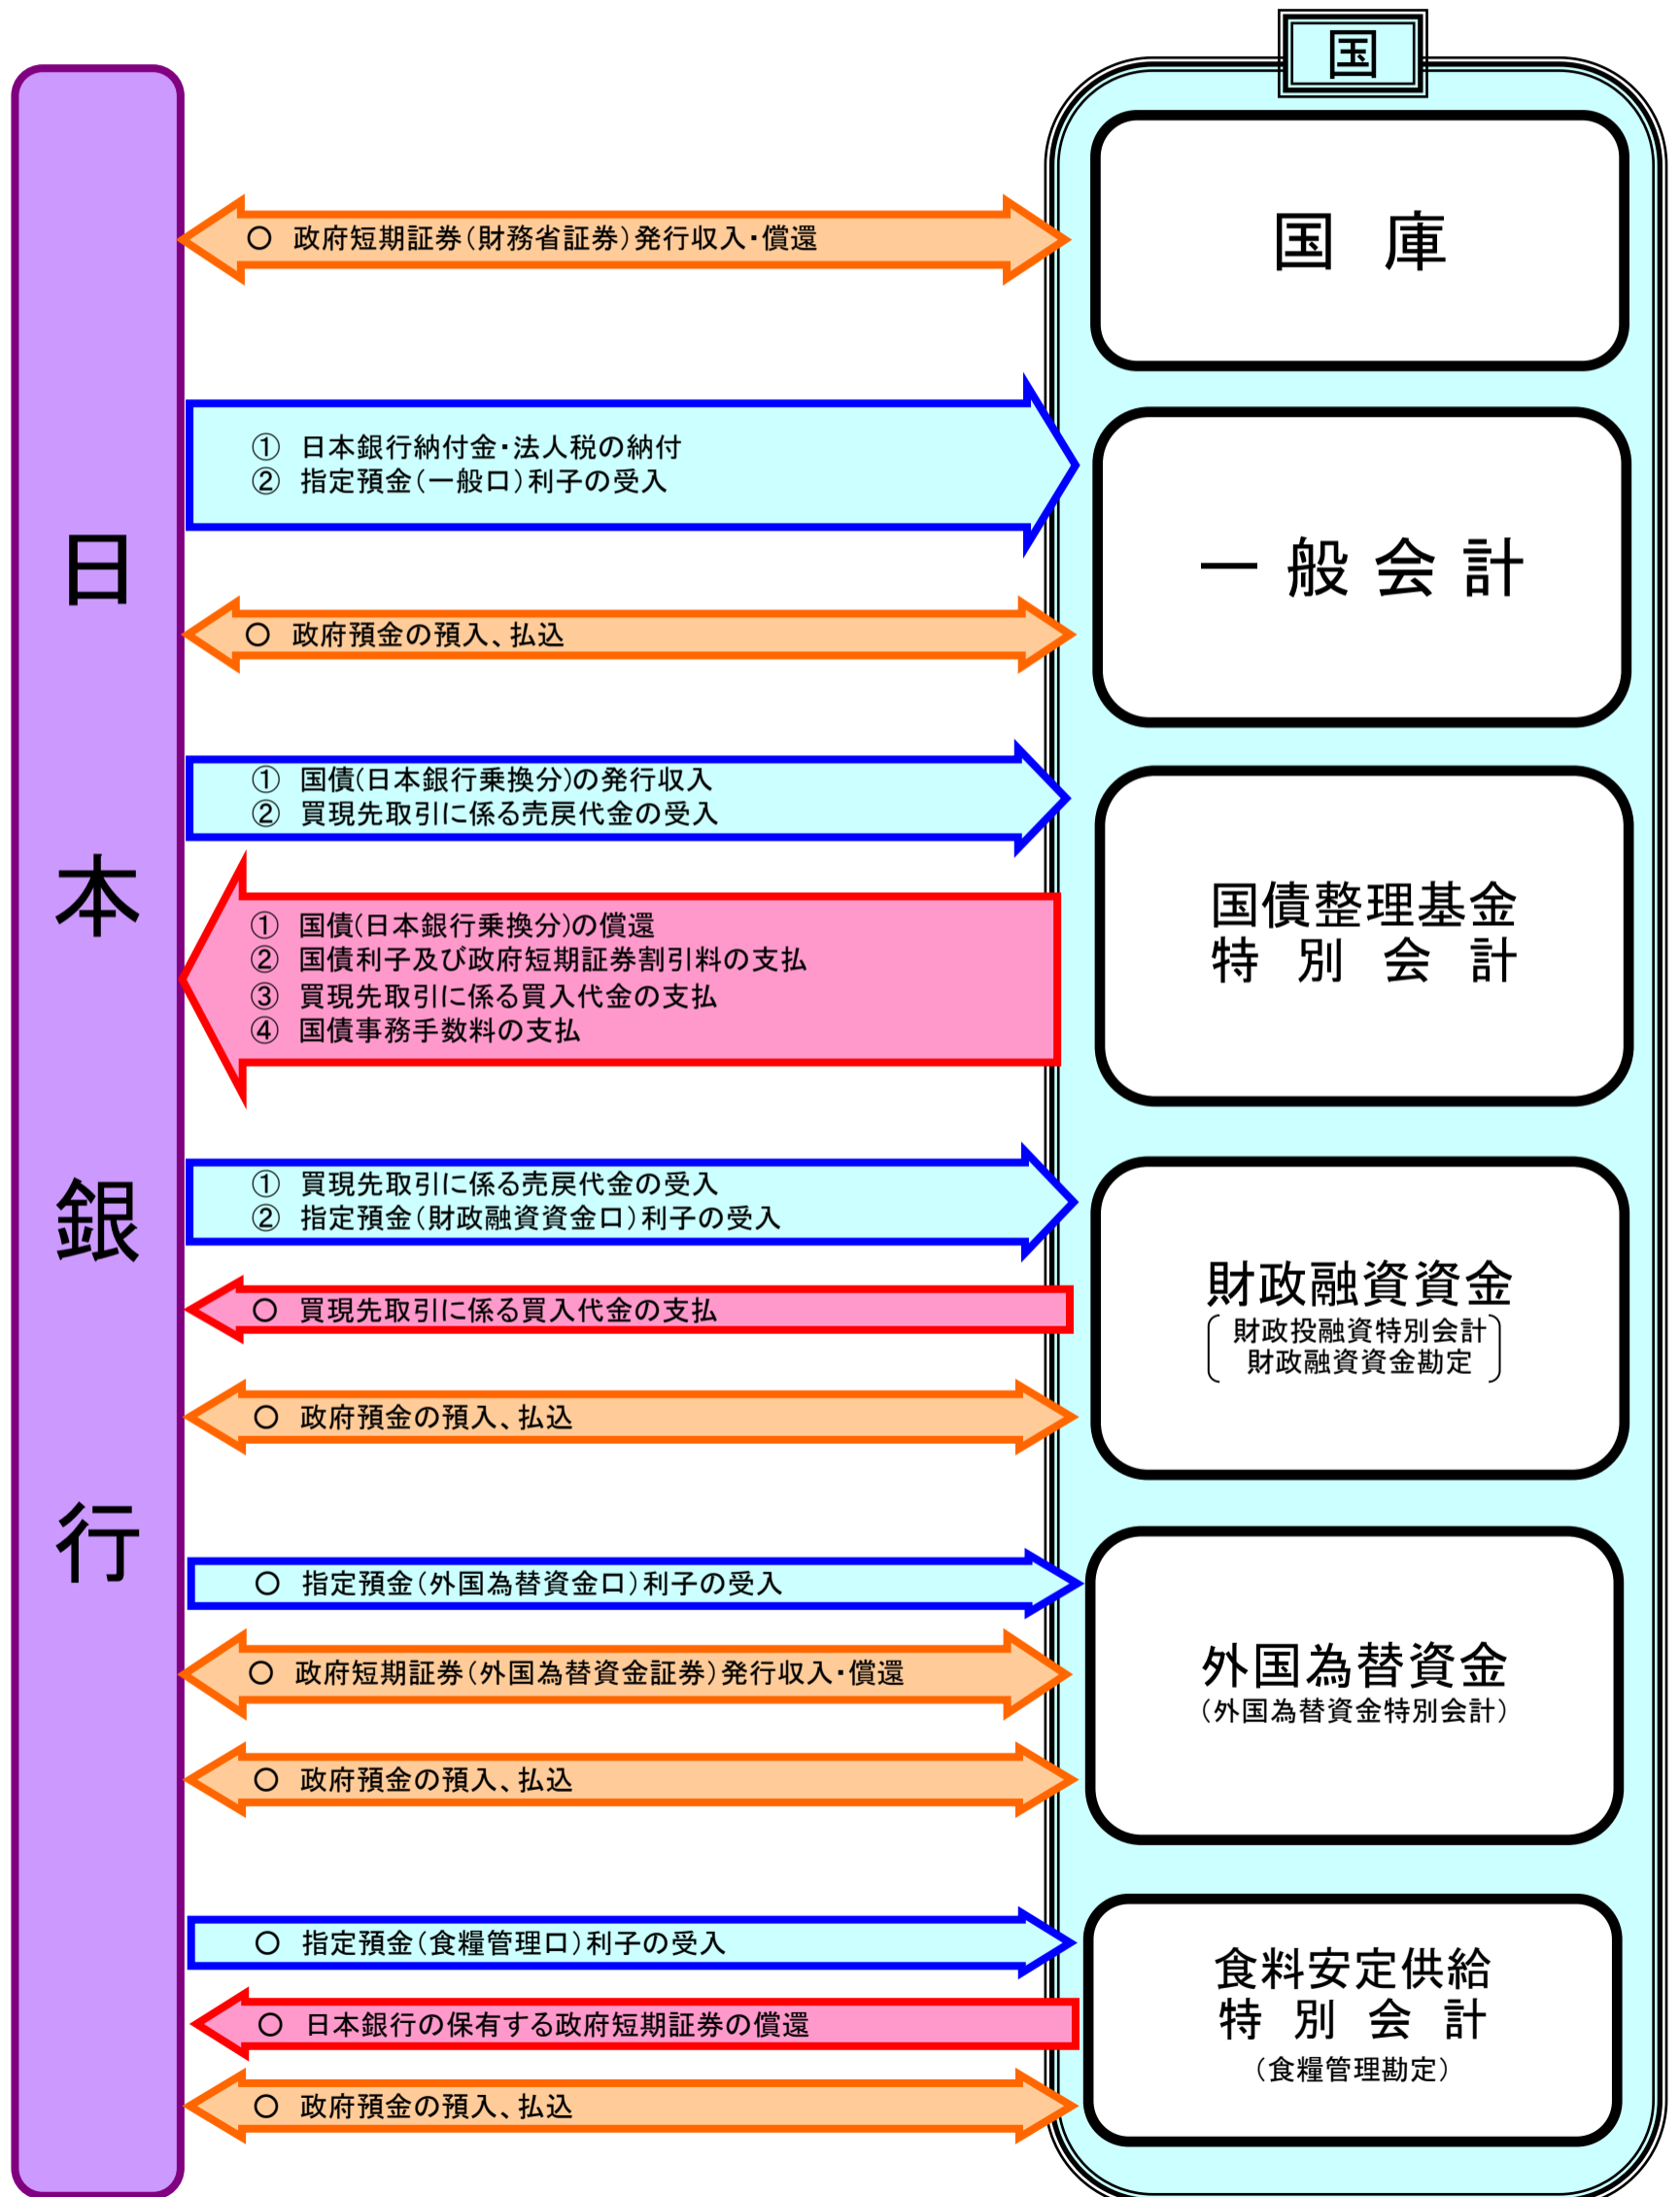 国
日本銀行
○ 政府短期証券(財務省証券)発行収入・償還
国庫
① 日本銀行納付金・法人税の納付
② 指定預金(一般口)利子の受入
一般会計
○ 政府預金の預入、払込
① 国債(日本銀行乗換分)の発行収入
② 買現先取引に係る売戻代金の受入
① 国債(日本銀行乗換分)の償還
② 国債利子及び政府短期証券割引料の支払
③ 買現先取引に係る買入代金の支払
④ 国債事務手数料の支払
国債整理基金
特別会計
① 買現先取引に係る売戻代金の受入
② 指定預金(財政融資資金口)利子の受入
○ 買現先取引に係る買入代金の支払
○ 政府預金の預入、払込
財政融資資金
財政投融資特別会計
財政融資資金勘定
○ 指定預金(外国為替資金口)利子の受入
○ 政府短期証券(外国為替資金証券)発行収入・償還
○ 政府預金の預入、払込
外国為替資金
(外国為替資金特別会計)
○ 指定預金(食糧管理口)利子の受入
○ 日本銀行の保有する政府短期証券の償還
○ 政府預金の預入、払込
食料安定供給
特別会計
(食糧管理勘定)